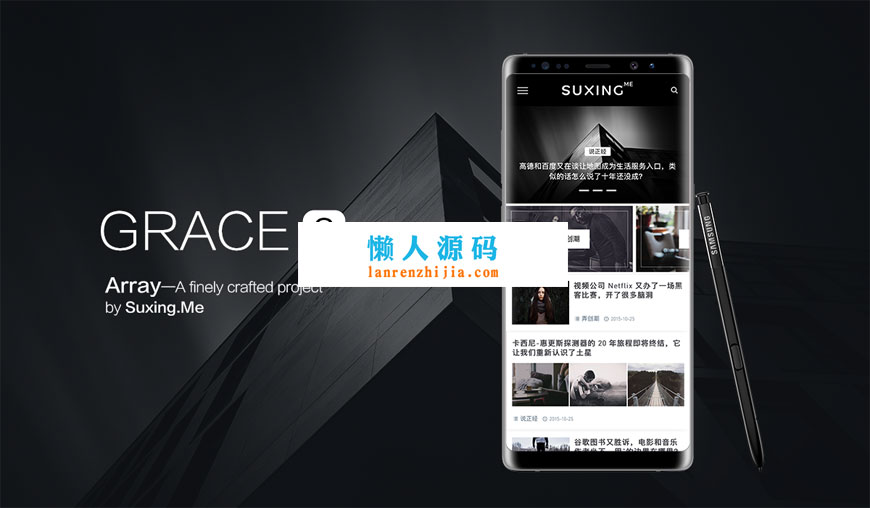 GRACE
Array—A finely crafted project
by Suxing.Me
懒人源码
lanrenzhijia.com
SUXING ME
说正经
高德和百度又在谈让地图成为生活服务入口，类
似的话怎么说了十年还没成?
视频公司 Netflix 又办了一场黑
客比赛，开了很多脑洞
弄创期 2015-10-25
卡西尼-惠更斯探测器的 20 年旅程即将终结，它
让我们重新认识了土星
说正经 2015-10-25
谷歌图书又胜诉，电影和音乐
SAMSUNG